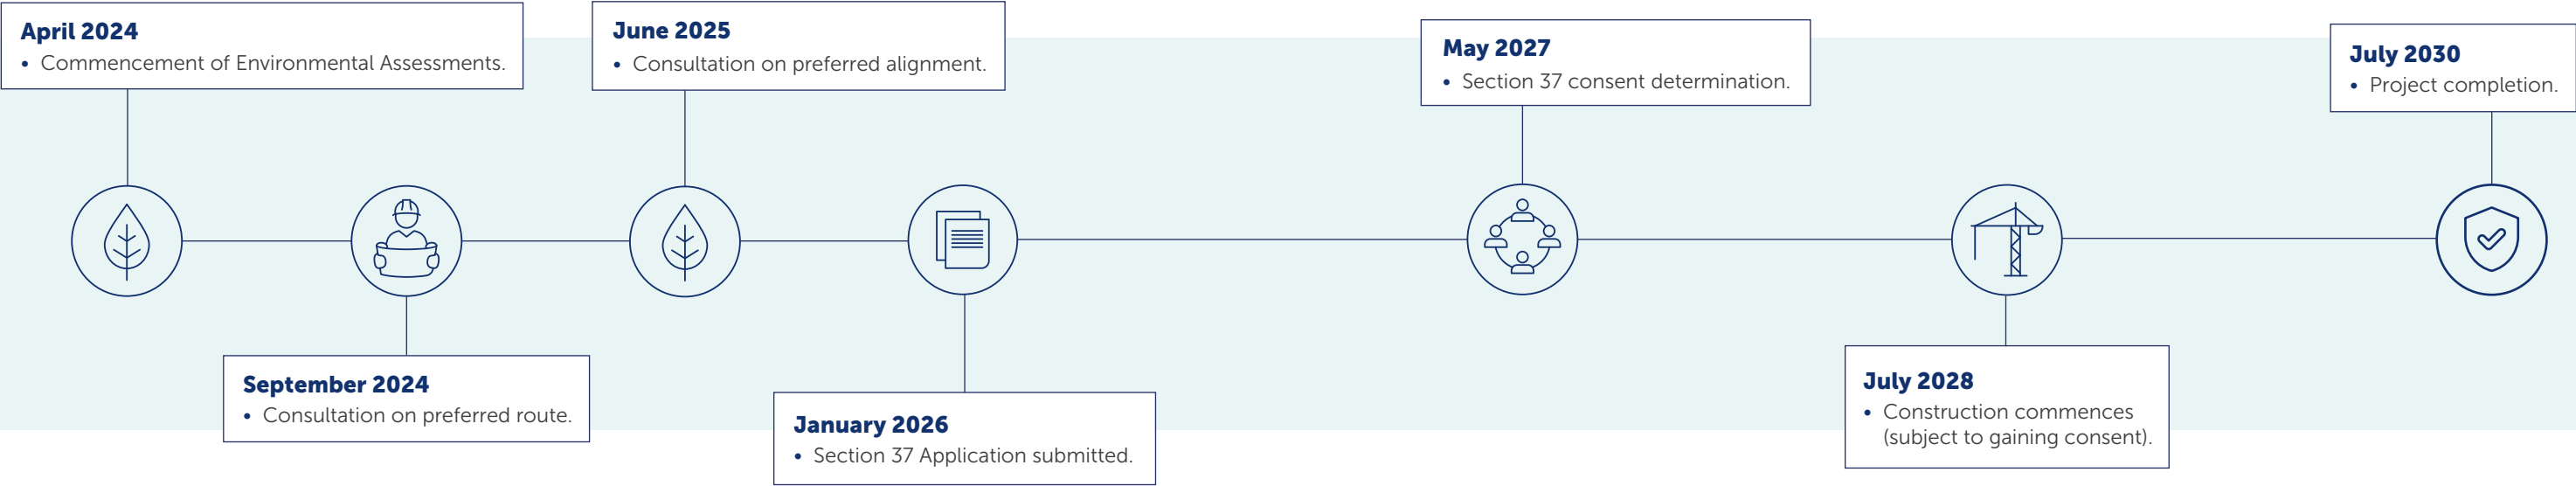 April 2024
• Commencement of Environmental Assessments.
September 2024
• Consultation on preferred route.
June 2025
• Consultation on preferred alignment.
January 2026
• Section 37 Application submitted.
May 2027
• Section 37 consent determination.
July 2028
• Construction commences
(subject to gaining consent).
July 2030
• Project completion.